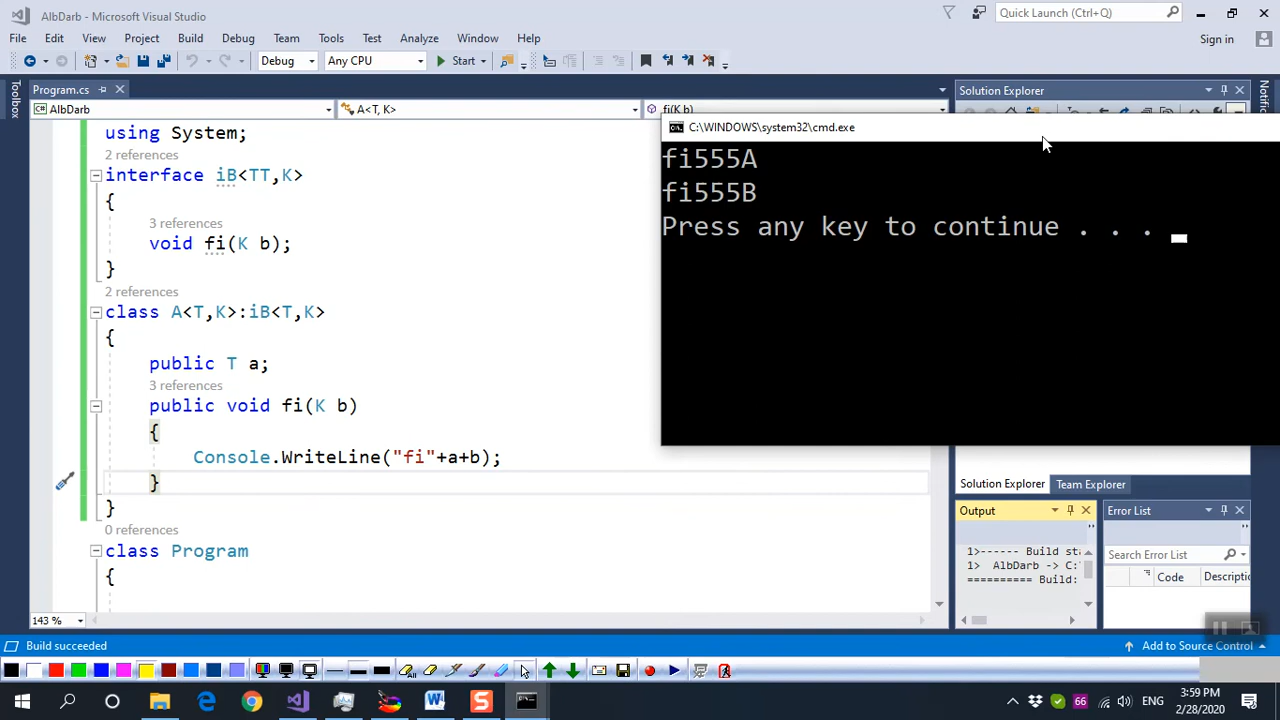 AlbDarb - Microsoft Visual Studio
Quick Launch (Ctrl+Q)
File Edit View Project Build Debug Team Tools Test Analyze Window Help
Sign in
Debug Any CPU Start
Toolbox
Program.cs
Solution Explorer
AlbDarb A<T, K> fi(K b)
using System;
2 references
interface iB<TT,K>
{
3 references
void fi(K b);
}
2 references
class A<T,K>:iB<T,K>
{
public T a;
3 references
public void fi(K b)
{
Console.WriteLine("fi"+a+b);
}
}
0 references
class Program
{
143 %
C:\WINDOWS\system32\cmd.exe
fi555A
fi555B
Press any key to continue . . .
Solution Explorer Team Explorer
Output
1>------ Build
1> AlbDarb -> C:
========== Build:
Error List
Search Error List
Code
Build succeeded
Add to Source Control
66
ENG
3:59 PM
2/28/2020